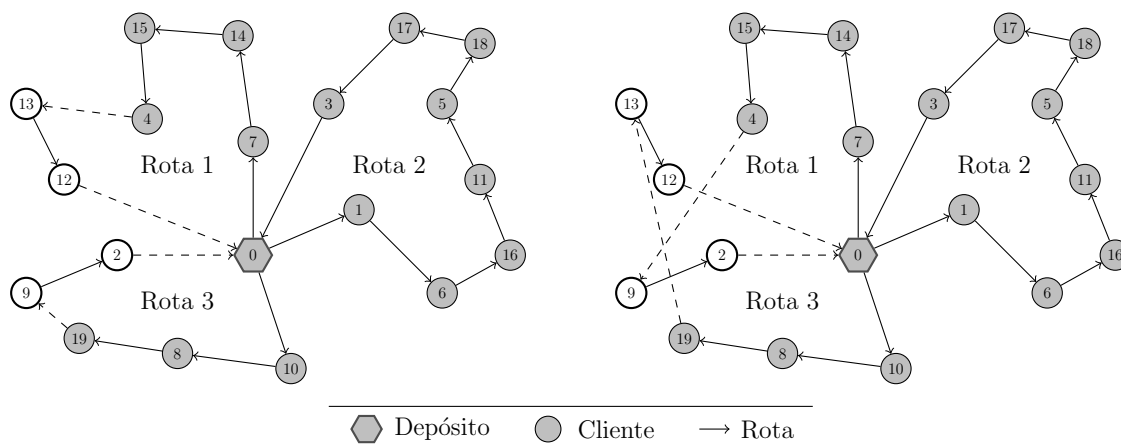 15 14 17 18 15 14 17 18
13 4 3 5 13 4 3 5
7 7
12 Rota 1 Rota 2 11 12 Rota 1 Rota 2 11
1 1
2 0 16 2 0 16
9 Rota 3 6 9 Rota 3 6
19 8 10 19 8 10
Depósito Cliente Rota